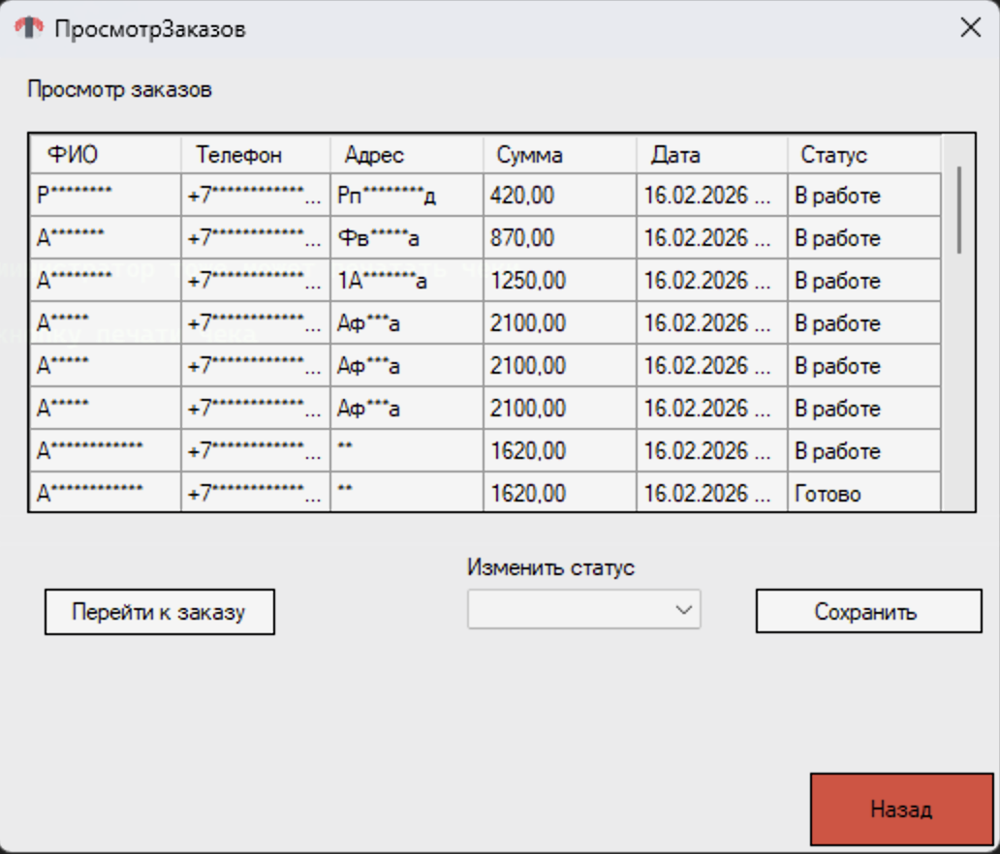 ПросмотрЗаказов
Просмотр заказов
ФИО Телефон Адрес Сумма Дата Статус
Р******** +7************* ... Рп********д 420,00 16.02.2026 ... В работе
А******* +7************* ... Фв*****а 870,00 16.02.2026 ... В работе
А******** +7************* ... 1А*******а 1250,00 16.02.2026 ... В работе
А***** +7************* ... Аф***а 2100,00 16.02.2026 ... В работе
А***** +7************* ... Аф***а 2100,00 16.02.2026 ... В работе
А***** +7************* ... Аф***а 2100,00 16.02.2026 ... В работе
А************ +7************* ... ** 1620,00 16.02.2026 ... В работе
А************ +7************* ... ** 1620,00 16.02.2026 ... Готово
Изменить статус
Перейти к заказу Сохранить
Назад